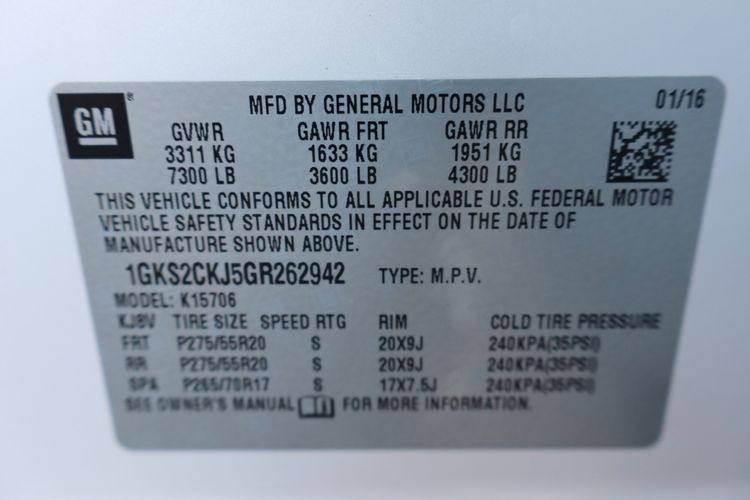 GM
MFD BY GENERAL MOTORS LLC 01/16
GVWR GAWR FRT GAWR RR
3311 KG 1633 KG 1951 KG
7300 LB 3600 LB 4300 LB
THIS VEHICLE CONFORMS TO ALL APPLICABLE U.S. FEDERAL MOTOR
VEHICLE SAFETY STANDARDS IN EFFECT ON THE DATE OF
MANUFACTURE SHOWN ABOVE.
1GKS2CKJ5GR262942 TYPE: M.P.V.
MODEL: K15706
TIRE SIZE SPEED RTG RIM COLD TIRE PRESSURE
FRT P275/55R20 S 20X9J 240KPA(35PSI)
RR P275/55R20 S 20X9J 240KPA(35PSI)
SPA P265/70R17 S 17X7.5J 240KPA(35PSI)
SEE OWNER'S MANUAL FOR MORE INFORMATION.